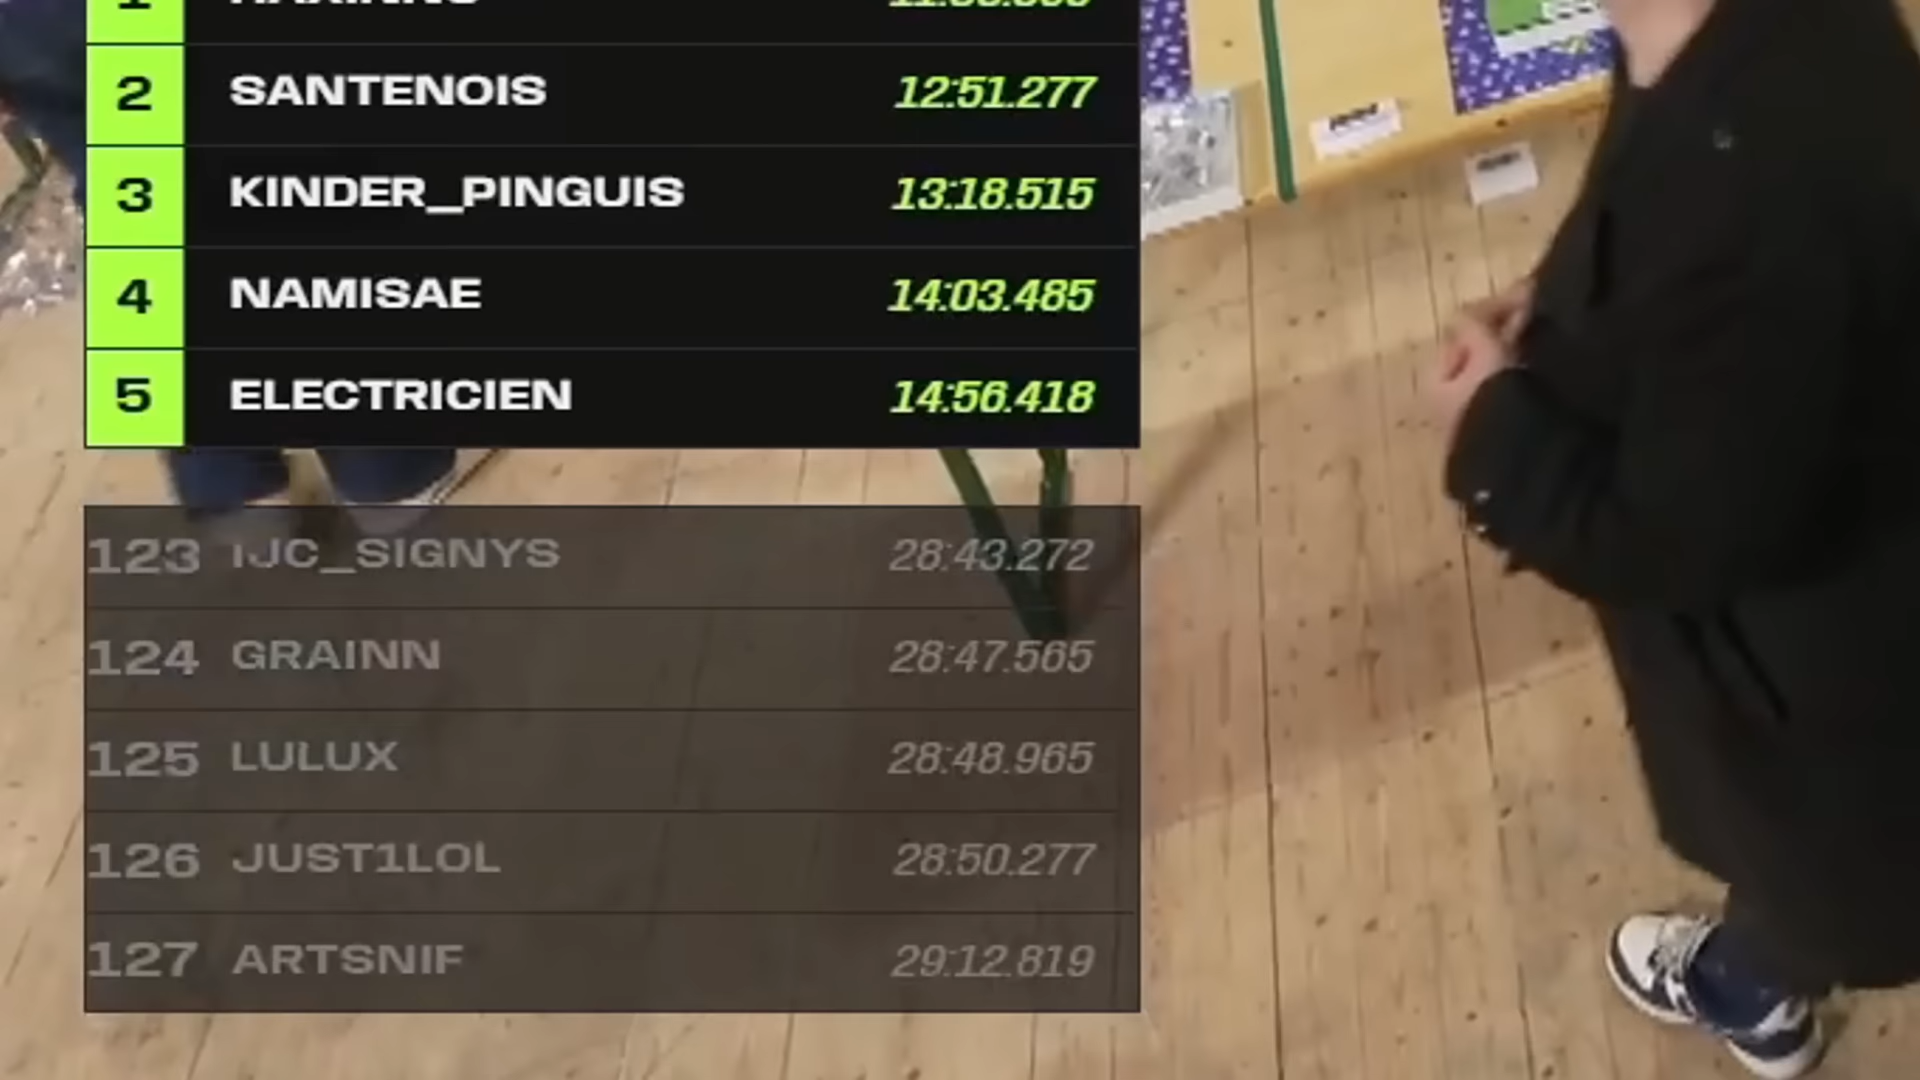 1
2 SANTENOIS 12:51.277
3 KINDER_PINGUIS 13:18.515
4 NAMISAE 14:03.485
5 ELECTRICIEN 14:56.418
123 IJC_SIGNYS 28:43.272
124 GRAINN 28:47.565
125 LULUX 28:48.965
126 JUST1LOL 28:50.277
127 ARTSNIF 29:12.819